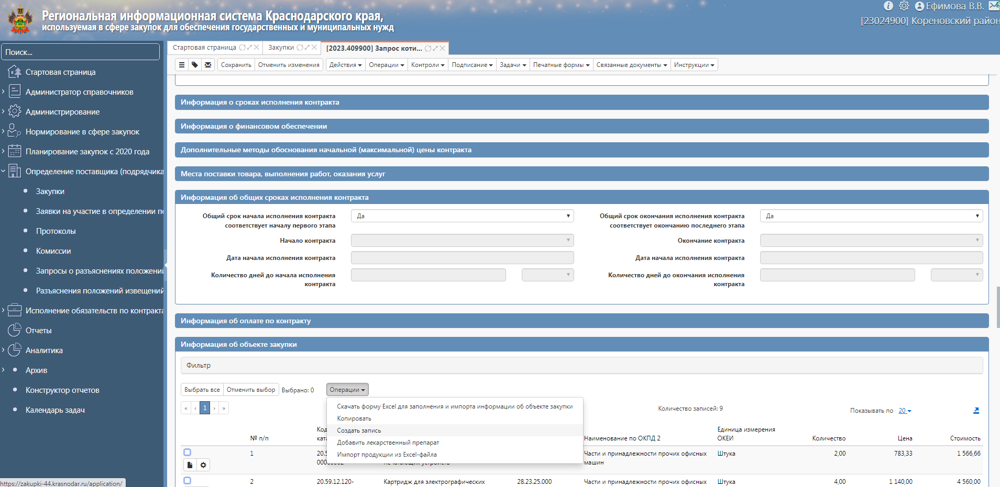 Региональная информационная система Краснодарского края,
используемая в сфере закупок для обеспечения государственных и муниципальных нужд
Ефимова В.В.
[23024900] Кореновский район
Поиск...
Стартовая страница
Администратор справочников
Администрирование
Нормирование в сфере закупок
Планирование закупок с 2020 года
Определение поставщика (подрядчика
Закупки
Заявки на участие в определении по
Протоколы
Комиссии
Запросы о разъяснениях положений
Разъяснения положений извещений
Исполнение обязательств по контракта
Отчеты
Аналитика
Архив
Конструктор отчетов
Календарь задач
https://zakupki-44.krasnodar.ru/application/
Стартовая страница
Закупки
[2023.409900] Запрос коти...
Сохранить
Отменить изменения
Действия
Операции
Контроли
Подписание
Задачи
Печатные формы
Связанные документы
Инструкции
Информация о сроках исполнения контракта
Информация о финансовом обеспечении
Дополнительные методы обоснования начальной (максимальной) цены контракта
Места поставки товара, выполнения работ, оказания услуг
Информация об общих сроках исполнения контракта
Общий срок начала исполнения контракта
соответствует началу первого этапа
Да
Общий срок окончания исполнения контракта
соответствует окончанию последнего этапа
Да
Начало контракта
Окончание контракта
Дата начала исполнения контракта
Дата начала исполнения контракта
Количество дней до начала исполнения
контракта
Количество дней до окончания исполнения
контракта
Информация об оплате по контракту
Информация об объекте закупки
Фильтр
Выбрать все
Отменить выбор
Выбрано: 0
Операции
Скачать форму Excel для заполнения и импорта информации об объекте закупки
Копировать
Создать запись
Добавить лекарственный препарат
Импорт продукции из Excel-файла
« ‹ 1 › »
Количество записей: 9
Показывать по 20
№ п/п
Код
ката
Наименование по ОКПД 2
Единица измерения
ОКЕИ
Количество
Цена
Стоимость
1
20.5
Части и принадлежности прочих офисных
машин
Штука
2,00
783,33
1 566,66
2
20.59.12.120-
Картридж для электрографических
28.23.25.000
Части и принадлежности прочих офисных
Штука
4,00
1 140,00
4 560,00